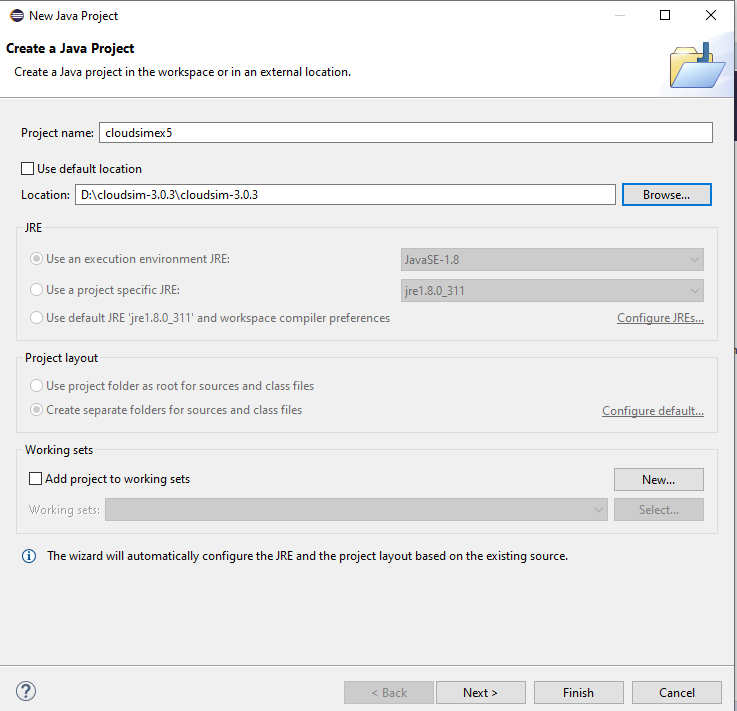 New Java Project
Create a Java Project
Create a Java project in the workspace or in an external location.
Project name: cloudsimex5
Use default location
Location: D:\cloudsim-3.0.3\cloudsim-3.0.3 Browse...
JRE
Use an execution environment JRE: JavaSE-1.8
Use a project specific JRE: jre1.8.0_311
Use default JRE 'jre1.8.0_311' and workspace compiler preferences Configure JREs...
Project layout
Use project folder as root for sources and class files
Create separate folders for sources and class files Configure default...
Working sets
Add project to working sets New...
Working sets: Select...
The wizard will automatically configure the JRE and the project layout based on the existing source.
? < Back Next > Finish Cancel